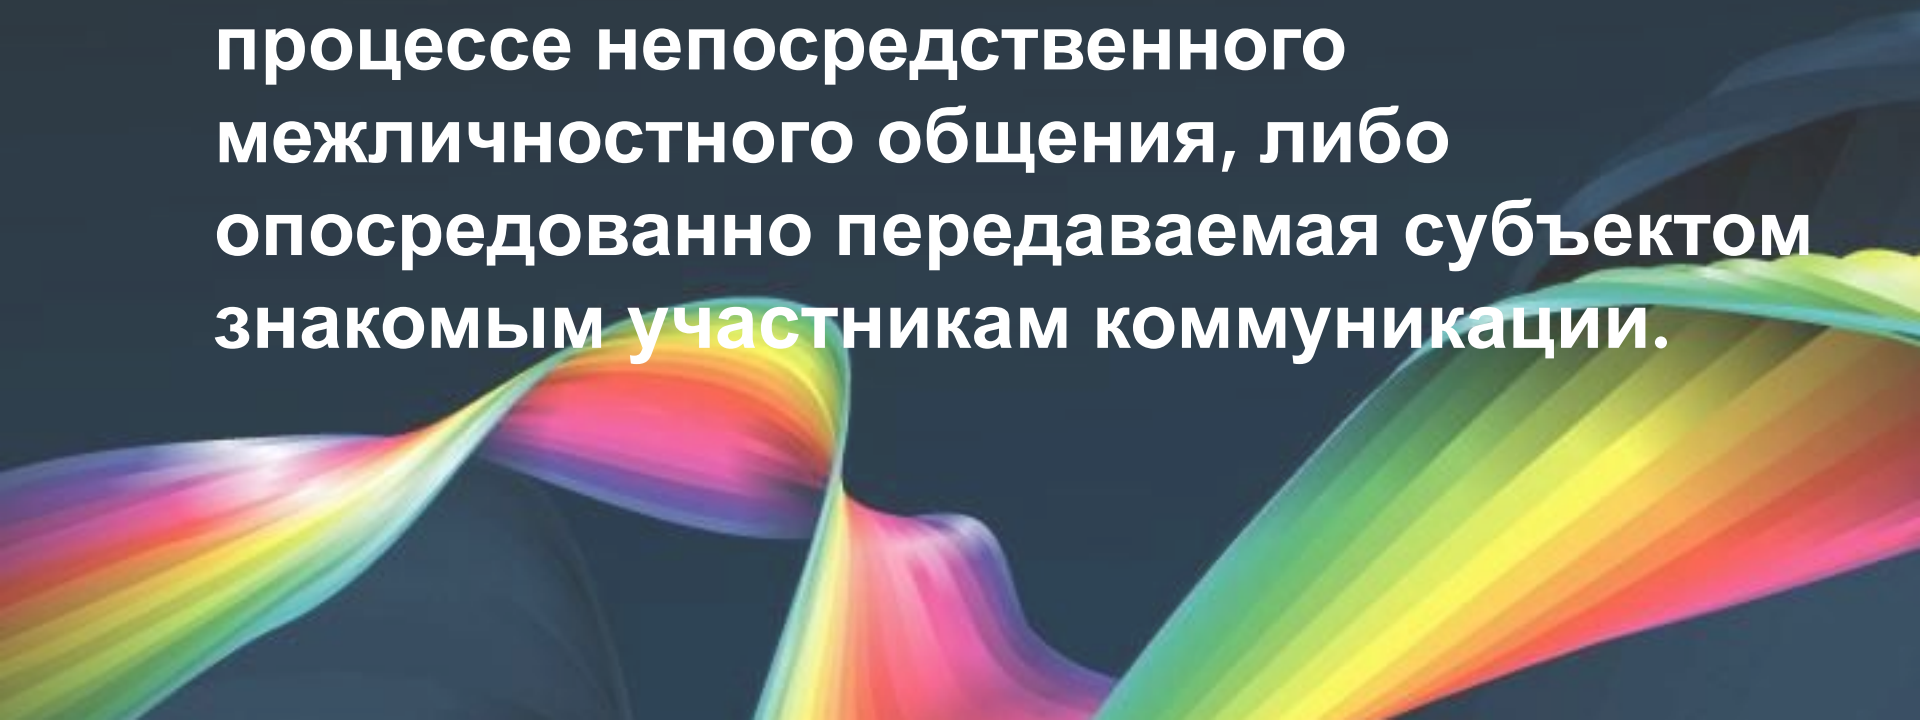 процессе непосредственного
межличностного общения, либо
опосредованно передаваемая субъектом
знакомым участникам коммуникации.